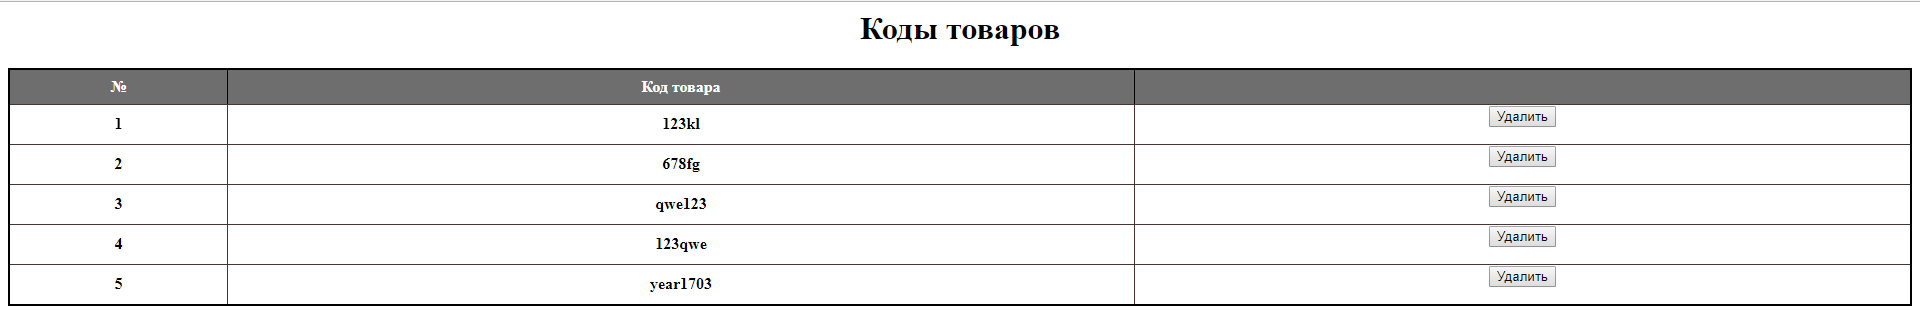 Коды товаров
№ Код товара
1 123kl Удалить
2 678fg Удалить
3 qwe123 Удалить
4 123qwe Удалить
5 year1703 Удалить